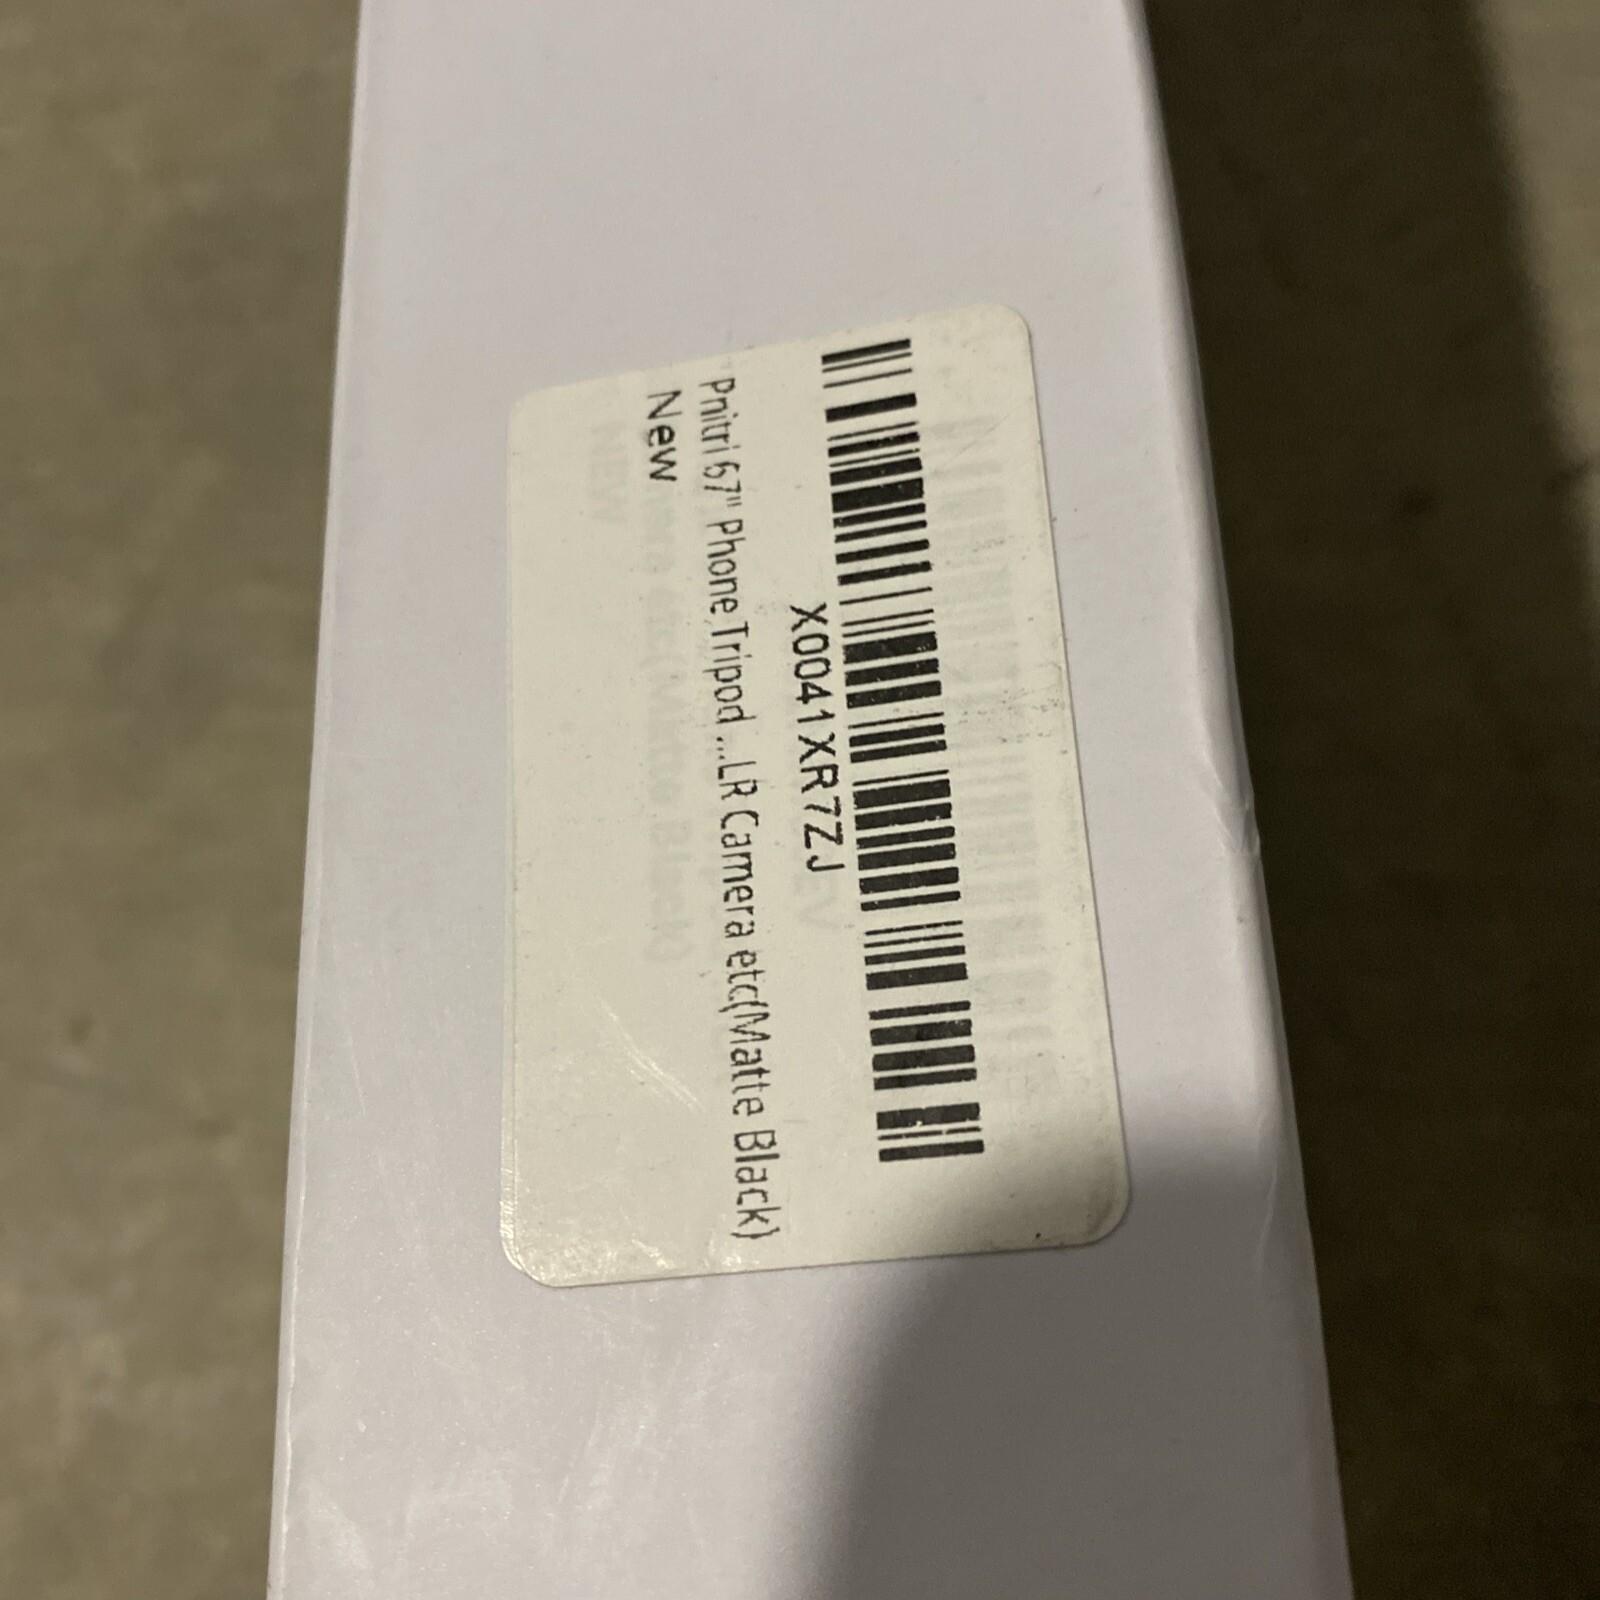 X0041XR7ZJ
Pnitri 67" Phone Tripod ...LR Camera etc(Matte Black)
New